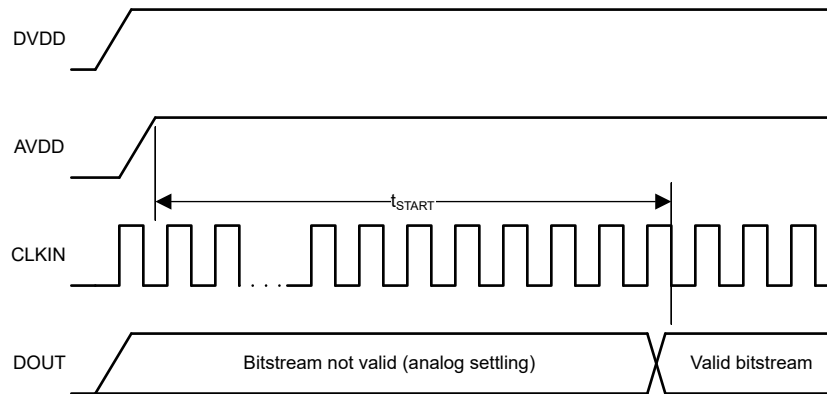 DVDD
AVDD
tSTART
CLKIN
. . .
DOUT
Bitstream not valid (analog settling)
Valid bitstream